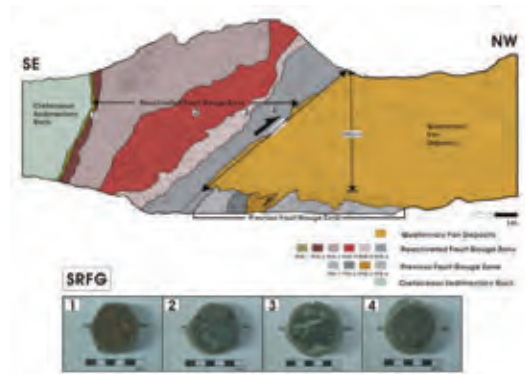 SE
NW
Cretaceous
Sedimentary
Rock
Reactivated Fault Gouge Zone
Quaternary
Fan
Deposits
Previous Fault Gouge Zone
Quaternary Fan Deposits
Reactivated Fault Gouge Zone
Previous Fault Gouge Zone
Cretaceous Sedimentary Rock
SRFG
1
2
3
4